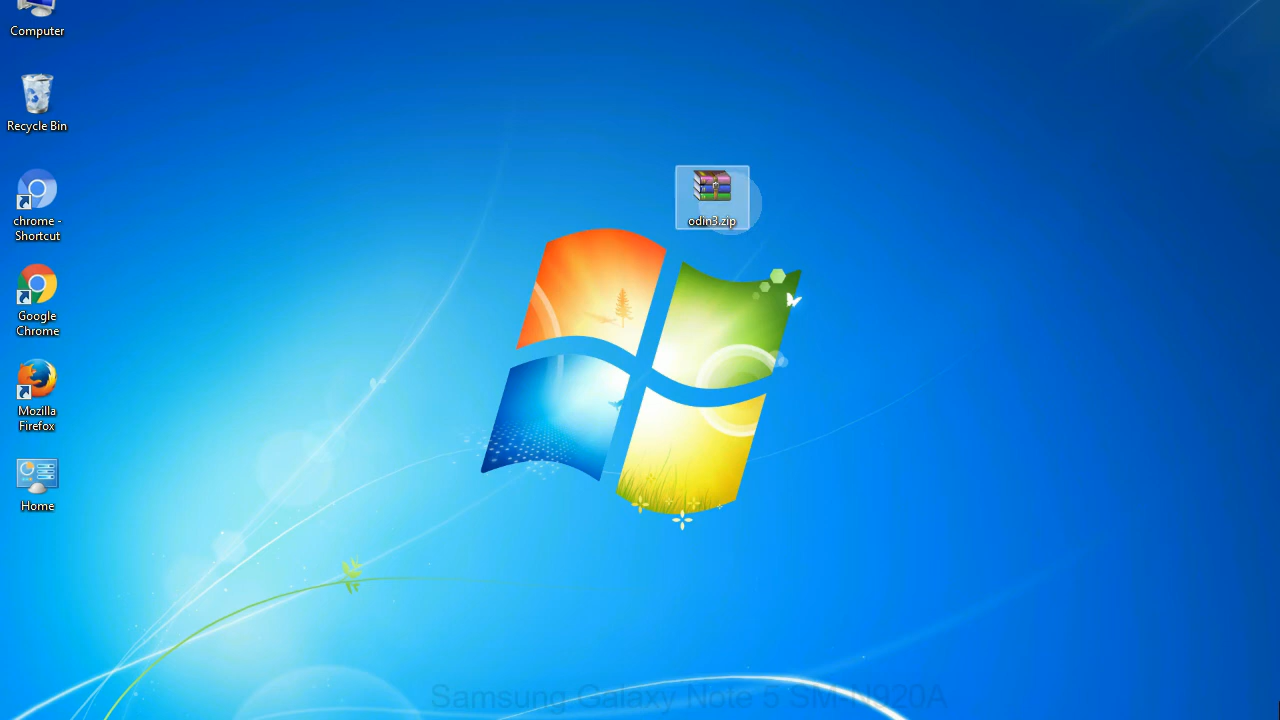 Computer
Recycle Bin
chrome -
Shortcut
Google
Chrome
Mozilla
Firefox
Home
odin3.zip
Samsung Galaxy Note 5 SM-N920A